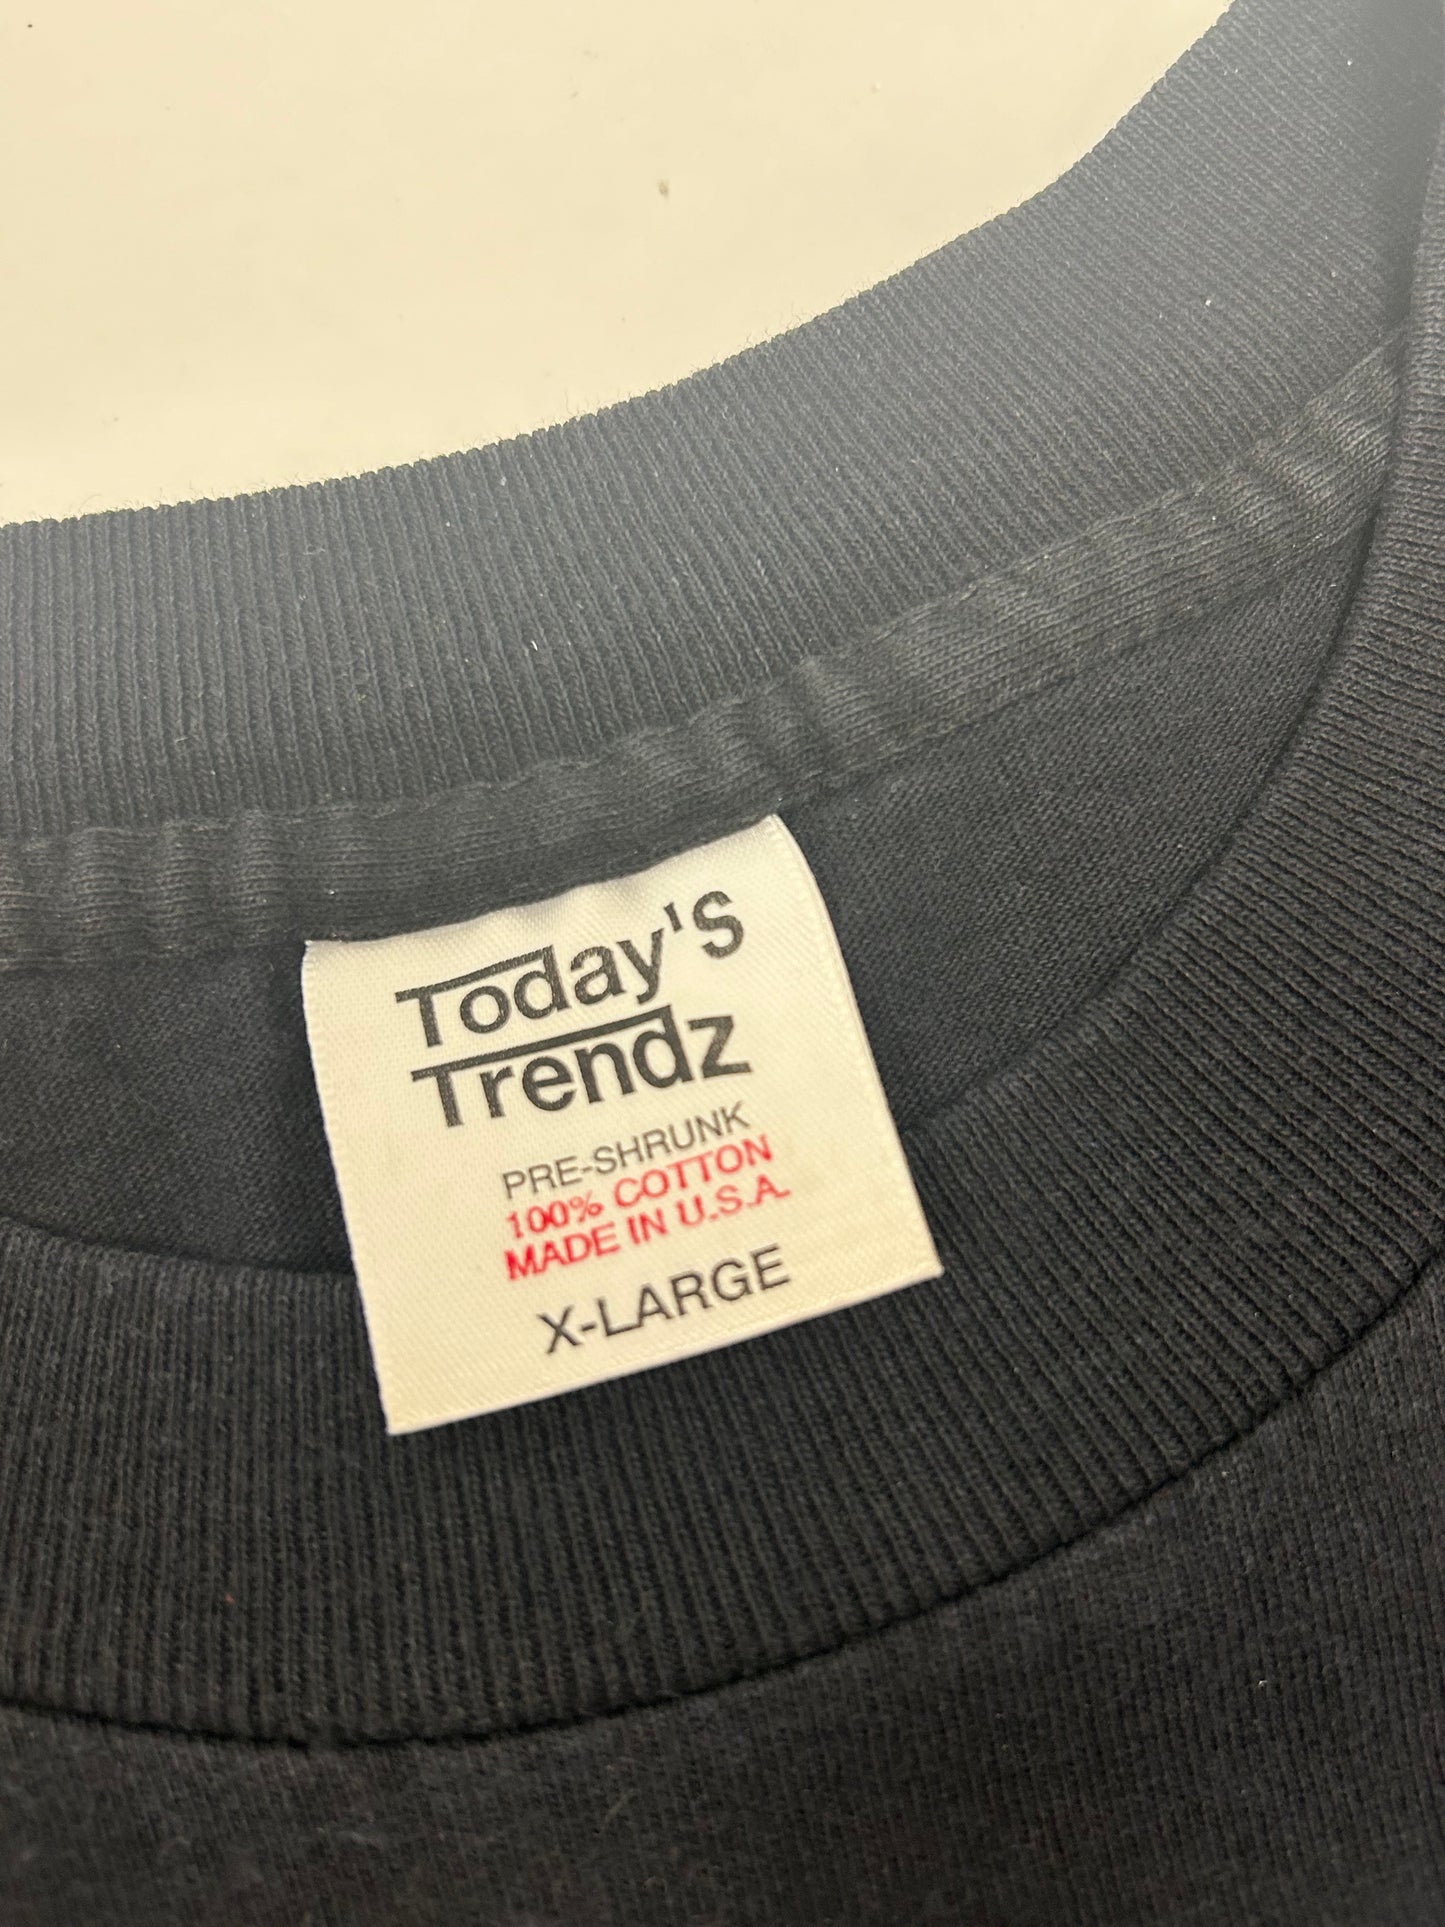 Today's
Trendz
PRE-SHRUNK
100% COTTON
MADE IN U.S.A.
X-LARGE